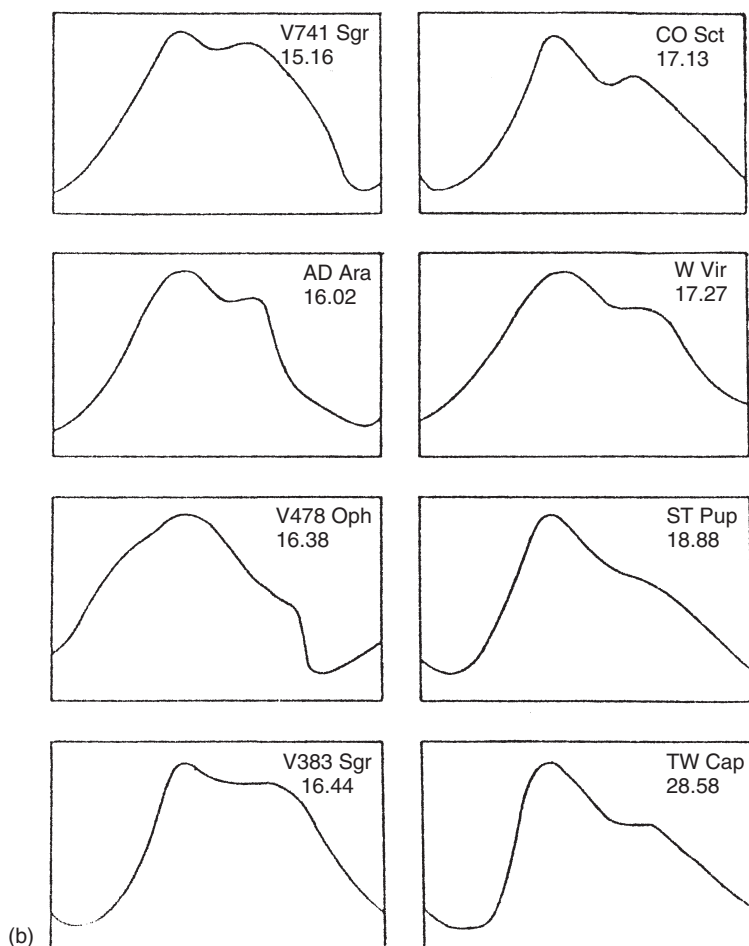 V741 Sgr
15.16
CO Sct
17.13
AD Ara
16.02
W Vir
17.27
V478 Oph
16.38
ST Pup
18.88
V383 Sgr
16.44
TW Cap
28.58
(b)